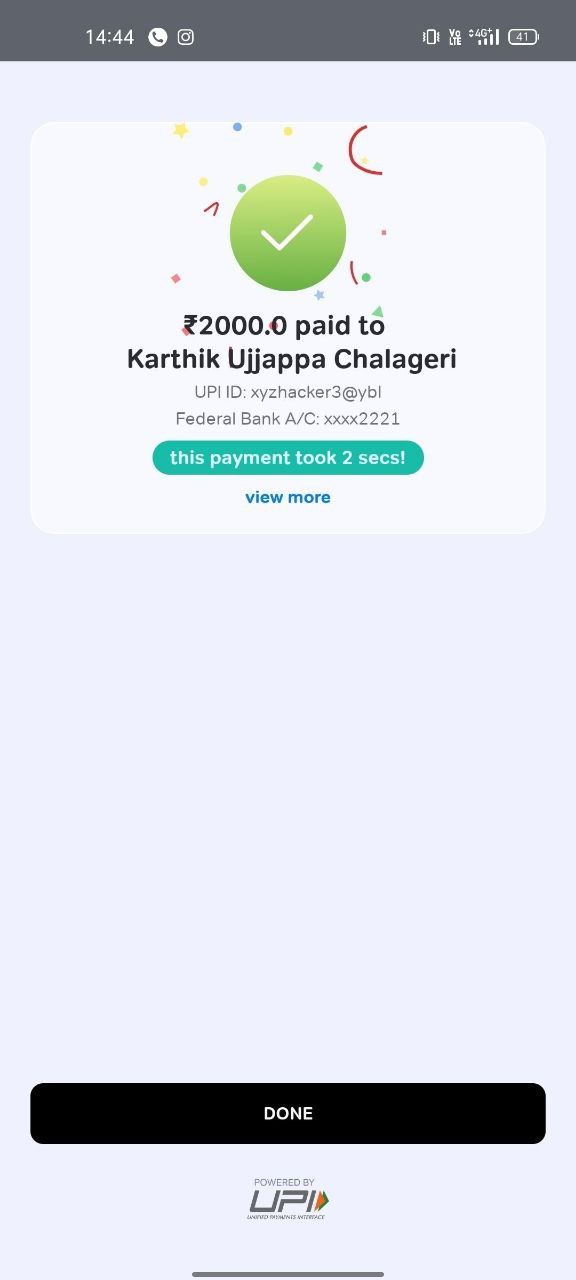 14:44
Vo
LTE
4G+
41
₹2000.0 paid to
Karthik Ujjappa Chalageri
UPI ID: xyzhacker3@ybl
Federal Bank A/C: xxxx2221
this payment took 2 secs!
view more
DONE
POWERED BY
UPI
UNIFIED PAYMENTS INTERFACE